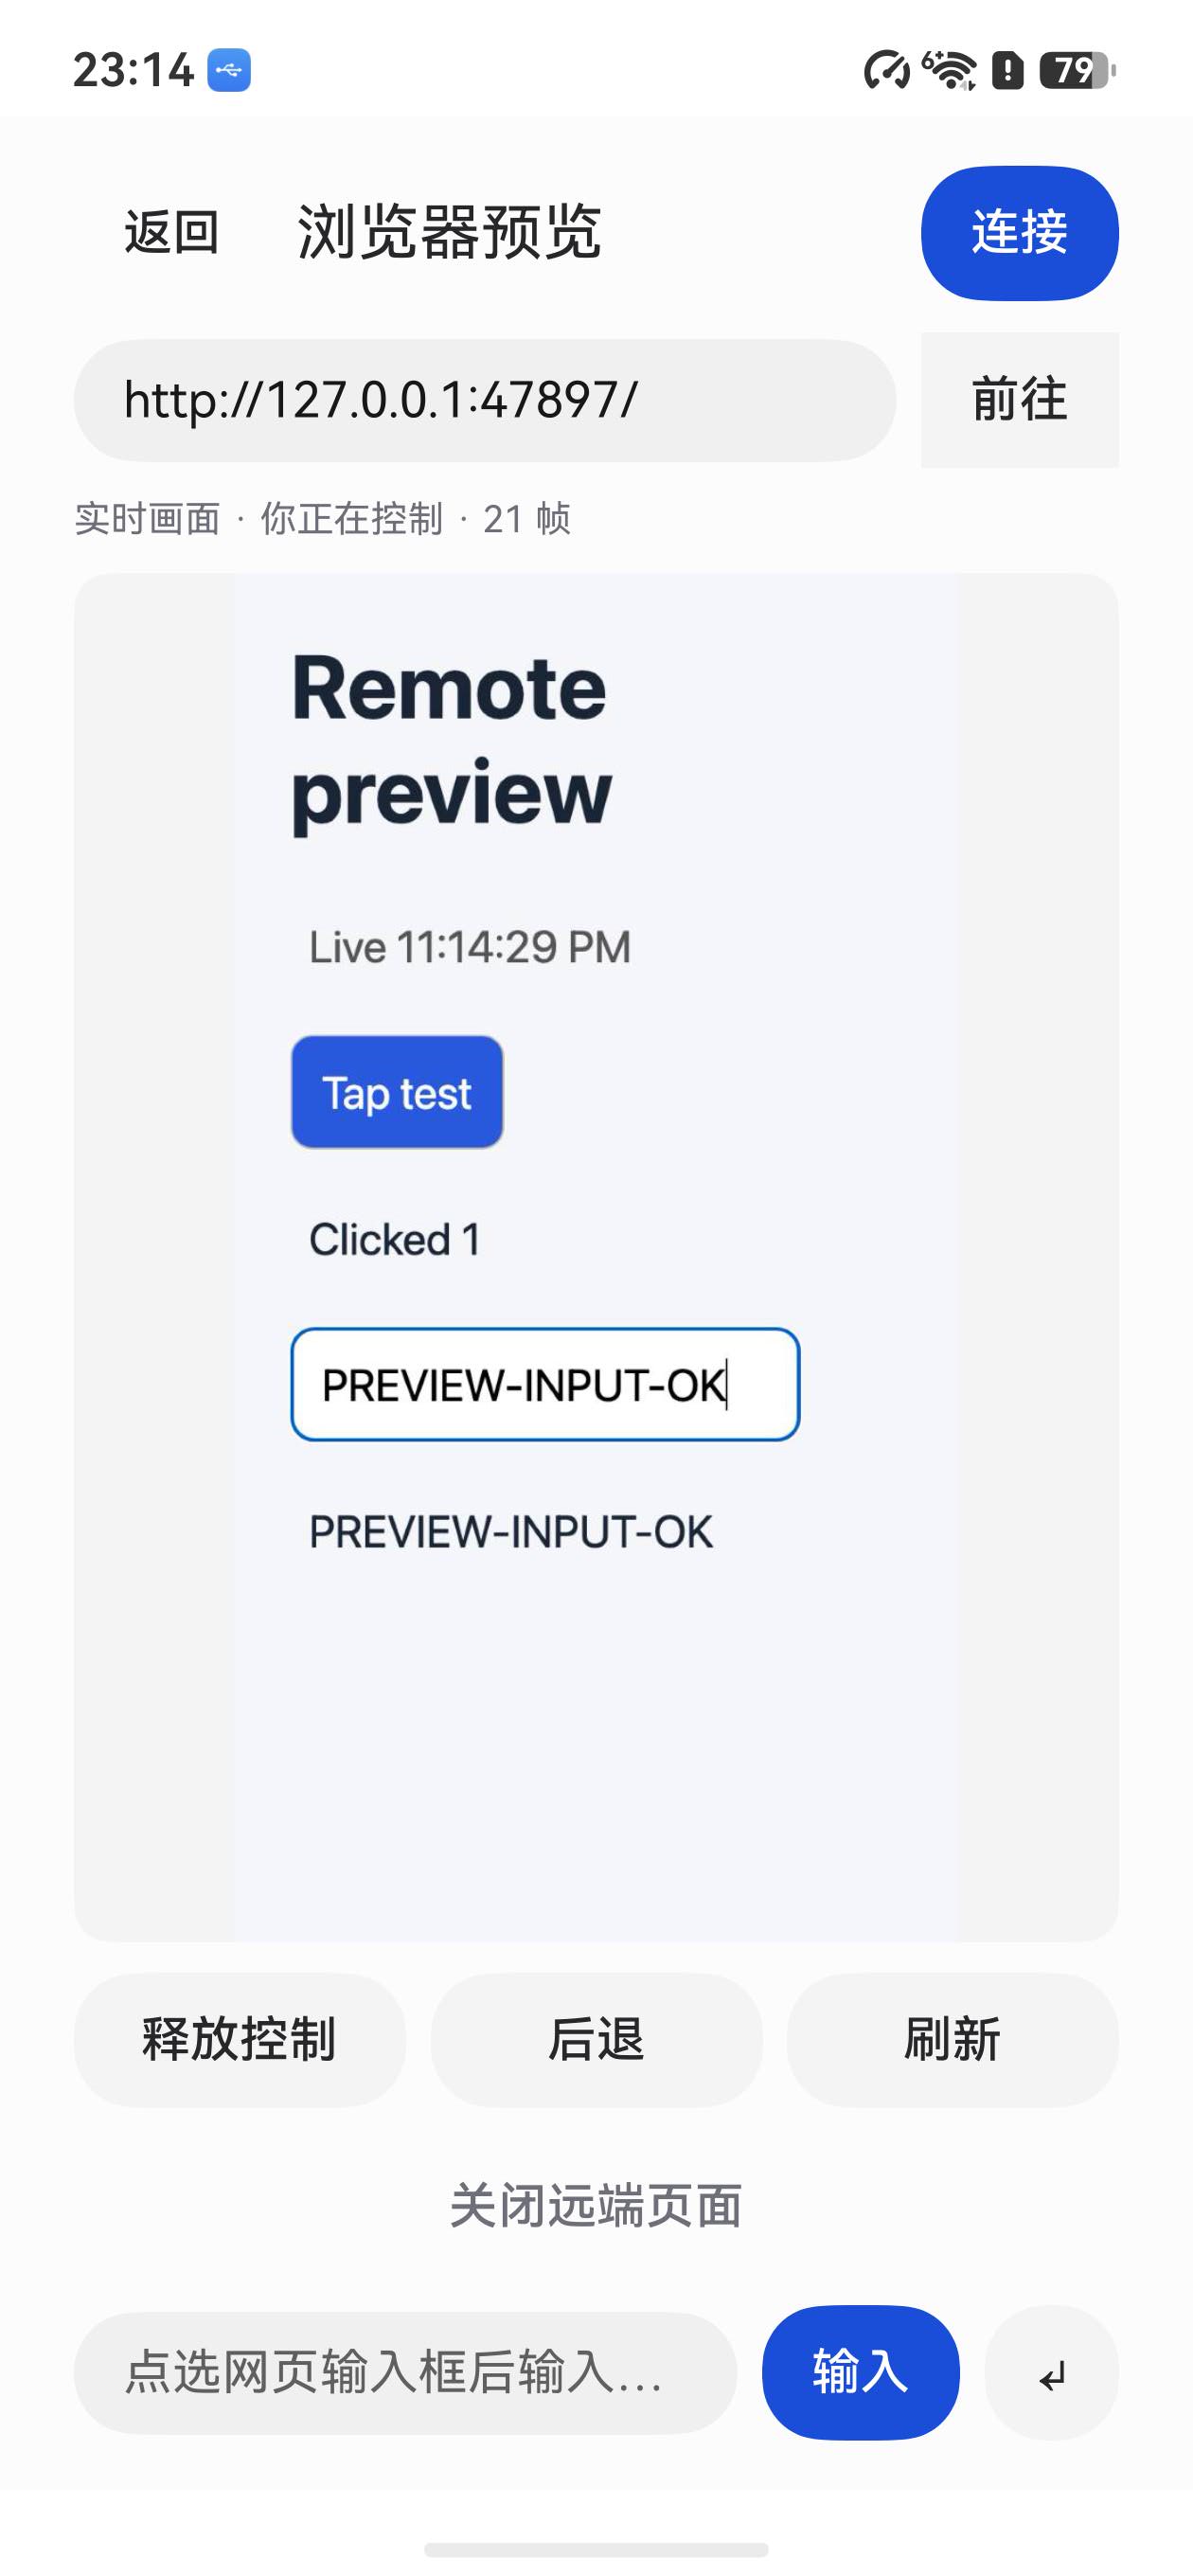 23:14
6+
79
返回 浏览器预览 连接
http://127.0.0.1:47897/ 前往
实时画面 · 你正在控制 · 21 帧
Remote
preview
Live 11:14:29 PM
Tap test
Clicked 1
PREVIEW-INPUT-OK
PREVIEW-INPUT-OK
释放控制 后退 刷新
关闭远端页面
点选网页输入框后输入... 输入 ↲